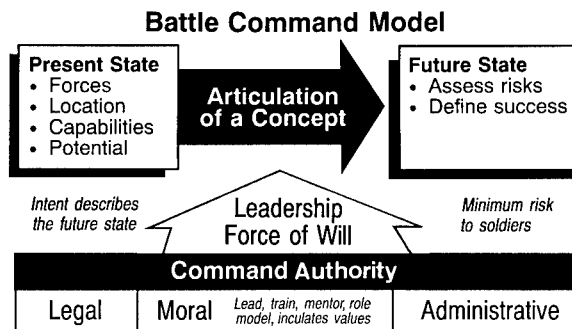 Battle Command Model
Present State
• Forces
• Location
• Capabilities
• Potential
Articulation
of a Concept
Future State
• Assess risks
• Define success
Intent describes
the future state
Leadership
Force of Will
Minimum risk
to soldiers
Command Authority
Legal
Moral
Lead, train, mentor, role
model, inculates values
Administrative